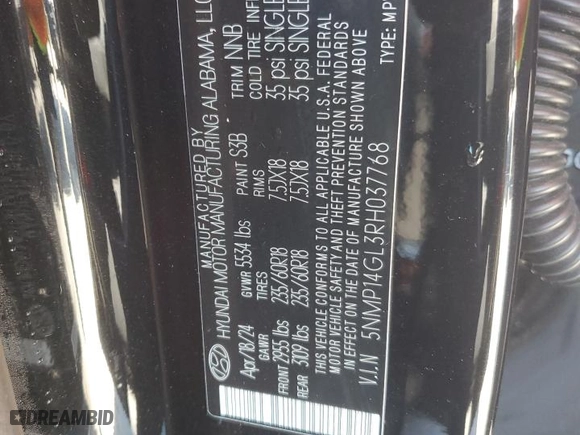 MANUFACTURED BY
HYUNDAI MOTOR MANUFACTURING ALABAMA, LLC
Apr/18/24 GVWR 5534 lbs PAINT S3B TRIM NNB
GAWR TIRES RIMS COLD TIRE INF
FRONT 2955 lbs 235/60R18 7.5JX18 35 psi SINGLE
REAR 3109 lbs 235/60R18 7.5JX18 35 psi SINGLE
THIS VEHICLE CONFORMS TO ALL APPLICABLE U.S.A. FEDERAL
MOTOR VEHICLE SAFETY AND THEFT PREVENTION STANDARDS
IN EFFECT ON THE DATE OF MANUFACTURE SHOWN ABOVE
V.I.N 5NMP14GL3RH037768 TYPE: MPV
DREAMBID